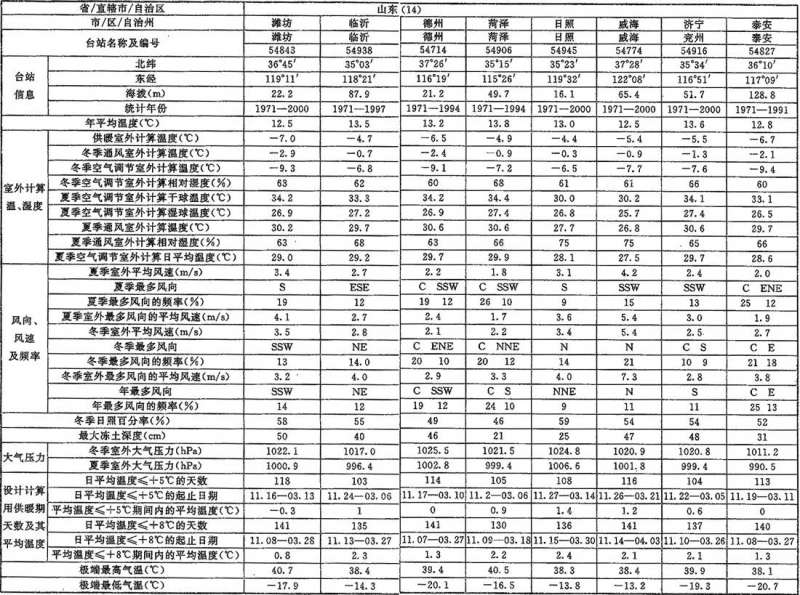 省/直辖市/自治区 山东(14)
市/区/自治州 潍坊 临沂 德州 菏泽 日照 威海 济宁 泰安
台站名称及编号 潍坊 临沂 德州 菏泽 日照 威海 兖州 泰安
54843 54938 54714 54906 54945 54774 54916 54827
台站信息 北纬 36°45′ 35°03′ 37°26′ 35°15′ 35°23′ 37°28′ 35°34′ 36°10′
东经 119°11′ 118°21′ 116°19′ 115°26′ 119°32′ 122°08′ 116°51′ 117°09′
海拨(m) 22.2 87.9 21.2 49.7 16.1 65.4 51.7 128.8
统计年份 1971—2000 1971—1997 1971—1994 1971—1994 1971—2000 1971—2000 1971—2000 1971—1991
年平均温度(℃) 12.5 13.5 13.2 13.8 13.0 12.5 13.6 12.8
室外计算温、湿度 供暖室外计算温度(℃) −7.0 −4.7 −6.5 −4.9 −4.4 −5.4 −5.5 −6.7
冬季通风室外计算温度(℃) −2.9 −0.7 −2.4 −0.9 −0.3 −0.9 −1.3 −2.1
冬季空气调节室外计算温度(℃) −9.3 −6.8 −9.1 −7.2 −6.5 −7.7 −7.6 −9.4
冬季空气调节室外计算相对湿度(%) 63 62 60 68 61 61 66 60
夏季空气调节室外计算干球温度(℃) 34.2 33.3 34.2 34.4 30.0 30.2 34.1 33.1
夏季空气调节室外计算湿球温度(℃) 26.9 27.2 26.9 27.4 26.8 25.7 27.4 26.5
夏季通风室外计算温度(℃) 30.2 29.7 30.6 30.6 27.7 26.8 30.6 29.7
夏季通风室外计算相对湿度(%) 63 68 63 66 75 75 65 66
夏季空气调节室外计算日平均温度(℃) 29.0 29.2 29.7 29.9 28.1 27.5 29.7 28.6
风向、风速及频率 夏季室外平均风速(m/s) 3.4 2.7 2.2 1.8 3.1 4.2 2.4 2.0
夏季最多风向 S ESE C SSW C SSW S SSW SSW C ENE
夏季最多风向的频率(%) 19 12 19 12 26 10 9 15 13 25 12
夏季室外最多风向的平均风速(m/s) 4.1 2.7 2.4 1.7 3.6 5.4 3.0 1.9
冬季室外平均风速(m/s) 3.5 2.8 2.1 2.2 3.4 5.4 2.5 2.7
冬季最多风向 SSW NE C ENE C NNE N N C S C E
冬季最多风向的频率(%) 13 14.0 20 10 20 12 14 21 10 9 21 18
冬季室外最多风向的平均风速(m/s) 3.2 4.0 2.9 3.3 4.0 7.3 2.8 3.8
年最多风向 SSW NE C SSW C S NNE N S C E
年最多风向的频率(%) 14 12 19 12 24 10 9 11 11 25 13
冬季日照百分率(%) 58 55 49 46 59 54 54 52
最大冻土深度(cm) 50 40 46 21 25 47 48 31
大气压力 冬季室外大气压力(hPa) 1022.1 1017.0 1025.5 1021.5 1024.8 1020.9 1020.8 1011.2
夏季室外大气压力(hPa) 1000.9 996.4 1002.8 999.4 1006.6 1001.8 999.4 990.5
设计计算用供暖期天数及其平均温度 日平均温度≤+5℃的天数 118 103 114 105 108 116 104 113
日平均温度≤+5℃的起止日期 11.16—03.13 11.24—03.06 11.17—03.10 11.2—03.06 11.27—03.14 11.26—03.21 11.22—03.05 11.19—03.11
平均温度≤+5℃期间内的平均温度(℃) −0.3 1 0 0.9 1.4 1.2 0.6 0
日平均温度≤+8℃的天数 141 135 141 130 136 141 137 140
日平均温度≤+8℃的起止日期 11.08—03.28 11.13—03.27 11.07—03.27 11.09—03.18 11.15—03.30 11.14—04.03 11.10—03.26 11.08—03.27
平均温度≤+8℃期间内的平均温度(℃) 0.8 2.3 1.3 2.2 2.4 2.1 2.1 1.3
极端最高气温(℃) 40.7 38.4 39.4 40.5 38.3 38.4 39.9 38.1
极端最低气温(℃) −17.9 −14.3 −20.1 −16.5 −13.8 −13.2 −19.3 −20.7